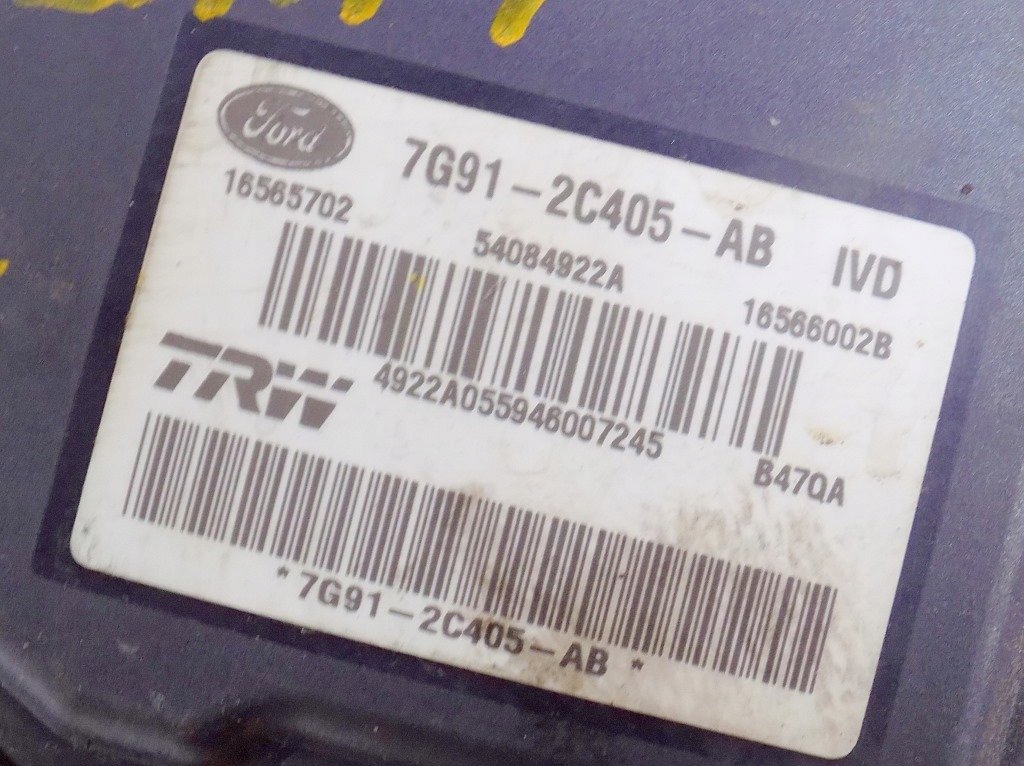 Ford
7G91-2C405-AB IVD
16565702
54084922A
16566002B
TRW
4922A055946007245
B47QA
*7G91-2C405-AB*